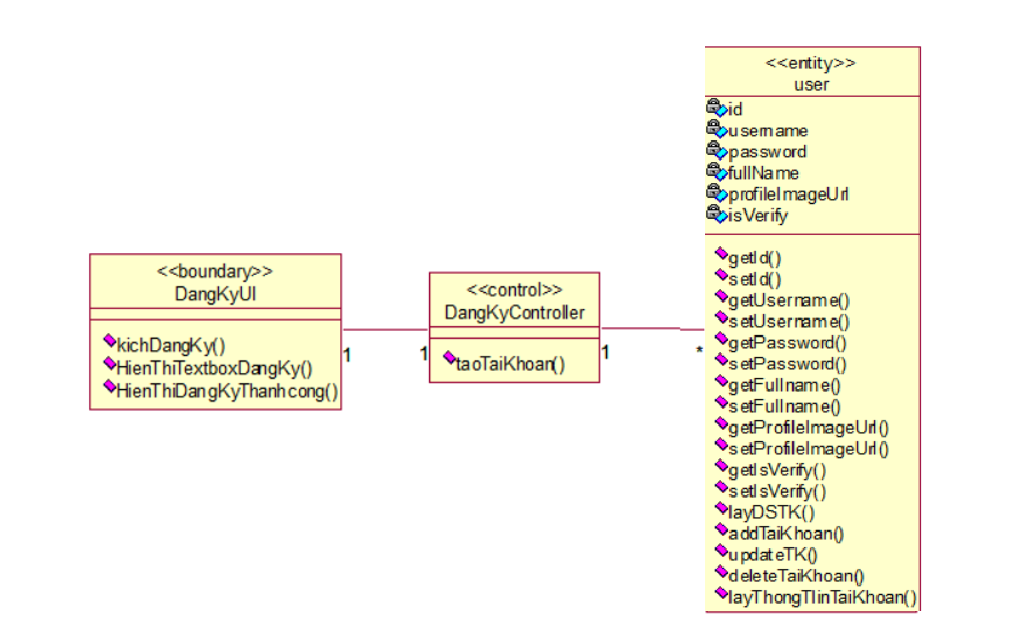 <<boundary>>
DangKyUI
kichDangKy()
HienThiTextboxDangKy()
HienThiDangKyThanhcong()
1
1
<<control>>
DangKyController
taoTaiKhoan()
1
*
<<entity>>
user
id
username
password
fullName
profileImageUrl
isVerify
getId()
setId()
getUsername()
setUsername()
getPassword()
setPassword()
getFullname()
setFullname()
getProfileImageUrl()
setProfileImageUrl()
getIsVerify()
setIsVerify()
layDSTK()
addTaiKhoan()
updateTK()
deleteTaiKhoan()
layThongTIinTaiKhoan()